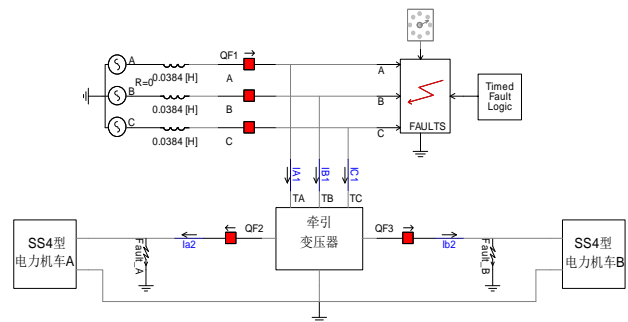 A
QF1
R=0
0.0384 [H]
A
A
B
0.0384 [H]
B
B
C
0.0384 [H]
C
C
FAULTS
Timed
Fault
Logic
IA1
IB1
IC1
TA
TB
TC
SS4型
电力机车A
Fault_A
Ia2
QF2
牵引
变压器
QF3
Ib2
Fault_B
SS4型
电力机车B